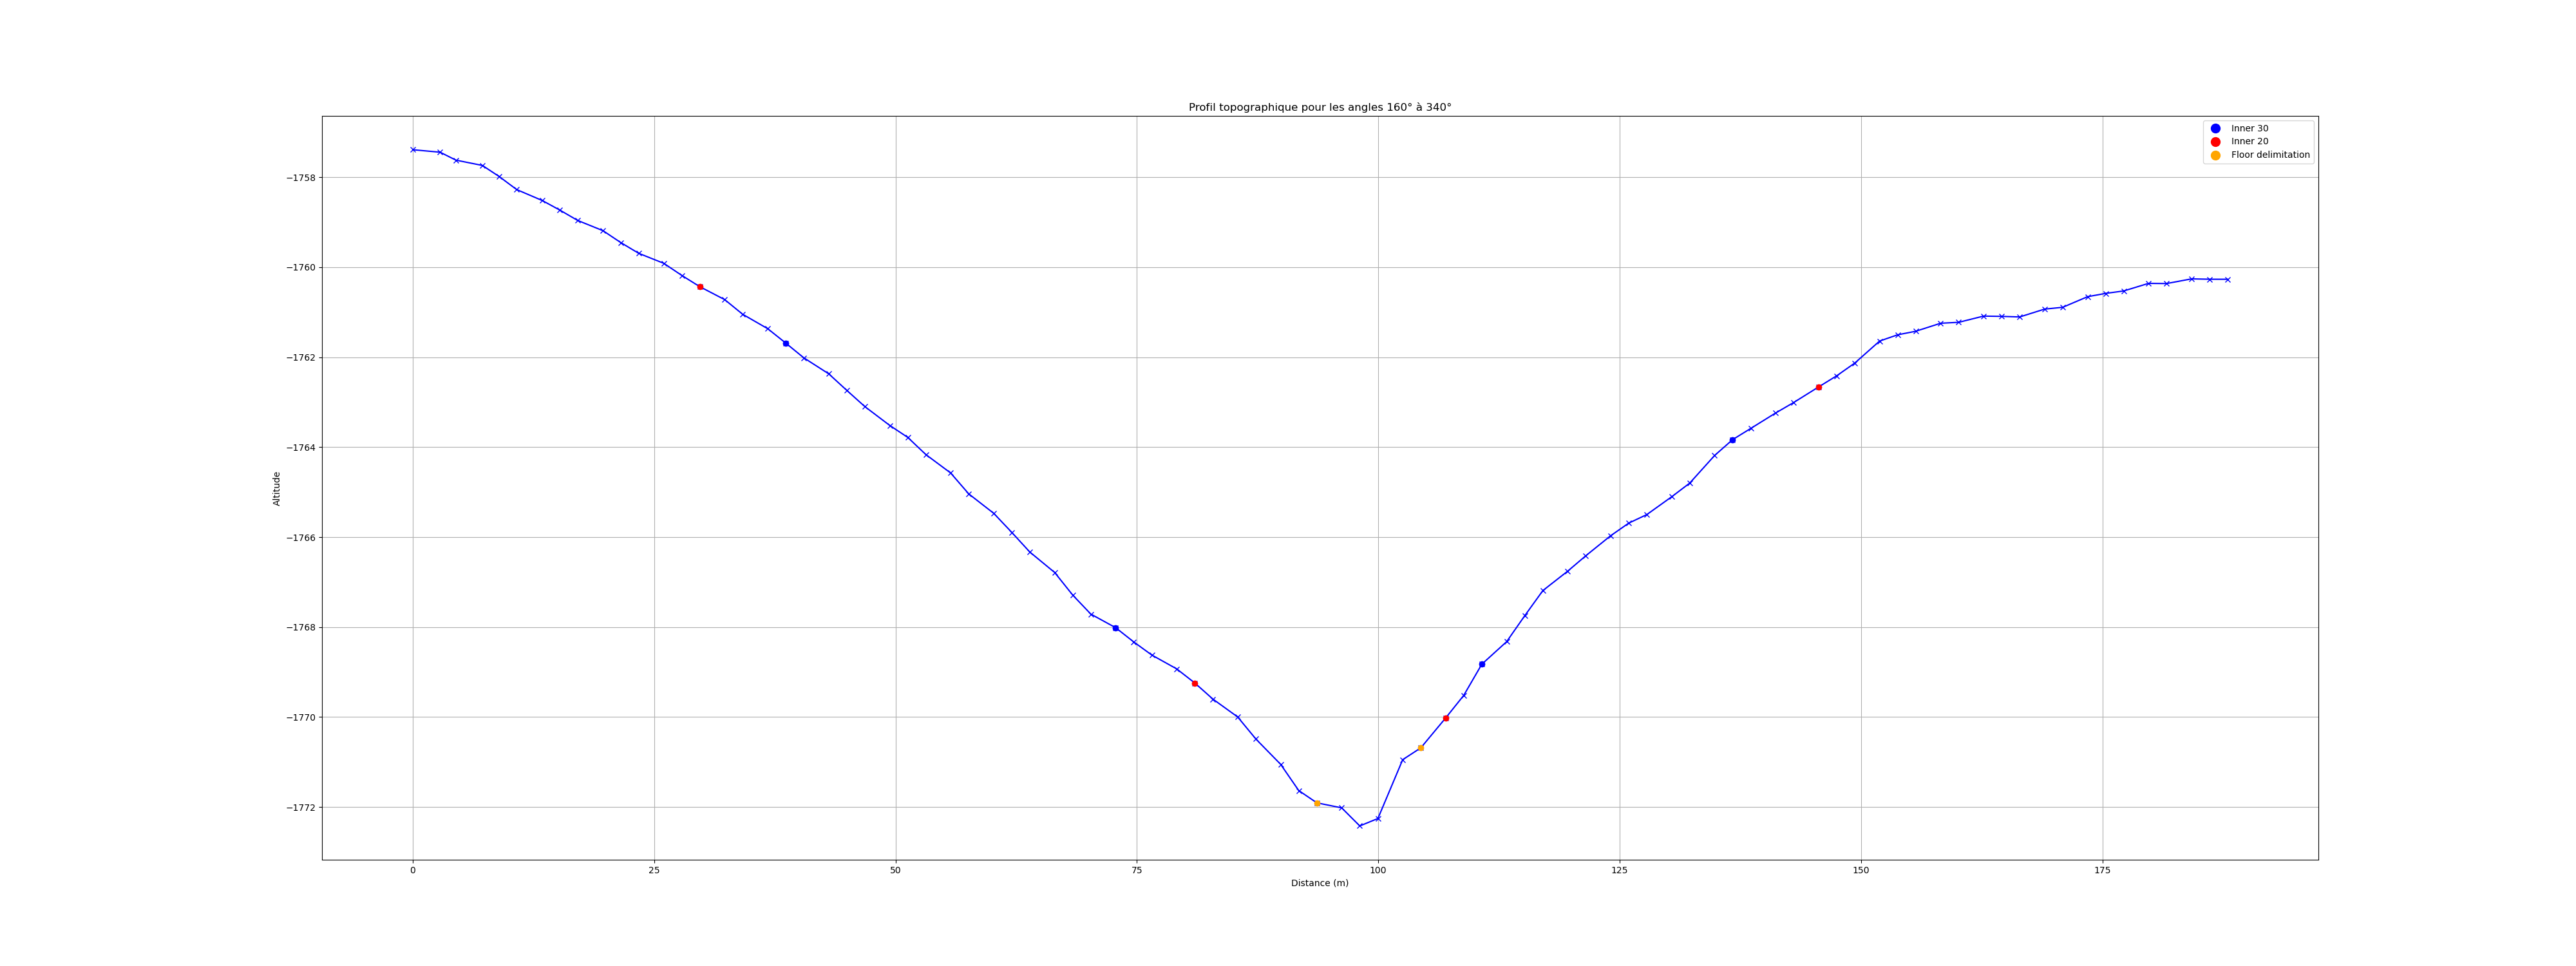 Profil topographique pour les angles 160° à 340°
Inner 30
Inner 20
Floor delimitation
−1758
−1760
−1762
−1764
−1766
−1768
−1770
−1772
Altitude
0
25
50
75
100
125
150
175
Distance (m)